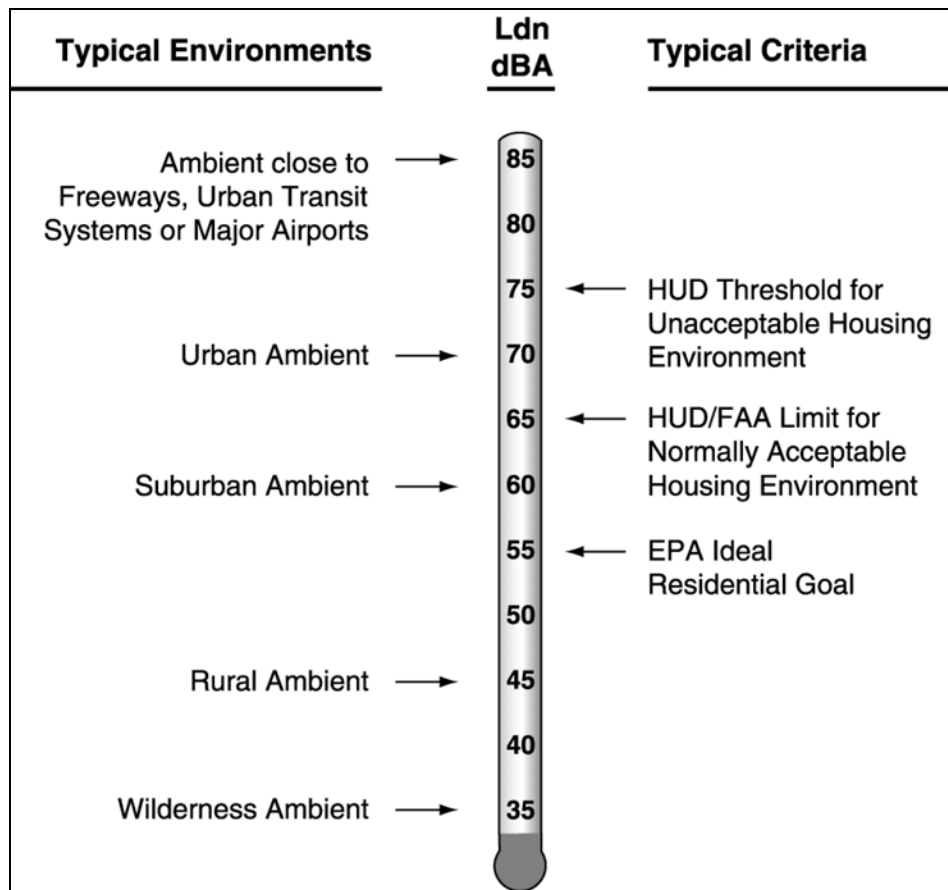 Typical Environments
Ldn
dBA
Typical Criteria
Ambient close to
Freeways, Urban Transit
Systems or Major Airports
Urban Ambient
Suburban Ambient
Rural Ambient
Wilderness Ambient
85
80
75
70
65
60
55
50
45
40
35
HUD Threshold for
Unacceptable Housing
Environment
HUD/FAA Limit for
Normally Acceptable
Housing Environment
EPA Ideal
Residential Goal